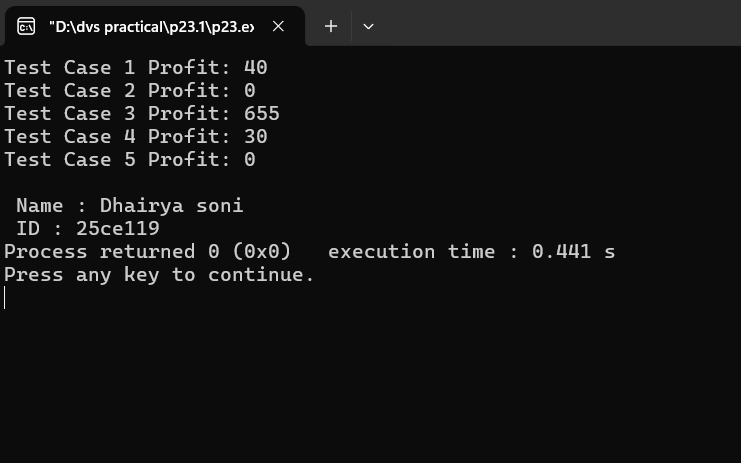 "D:\dvs practical\p23.1\p23.ex
Test Case 1 Profit: 40
Test Case 2 Profit: 0
Test Case 3 Profit: 655
Test Case 4 Profit: 30
Test Case 5 Profit: 0
Name : Dhairya soni
ID : 25ce119
Process returned 0 (0x0)   execution time : 0.441 s
Press any key to continue.